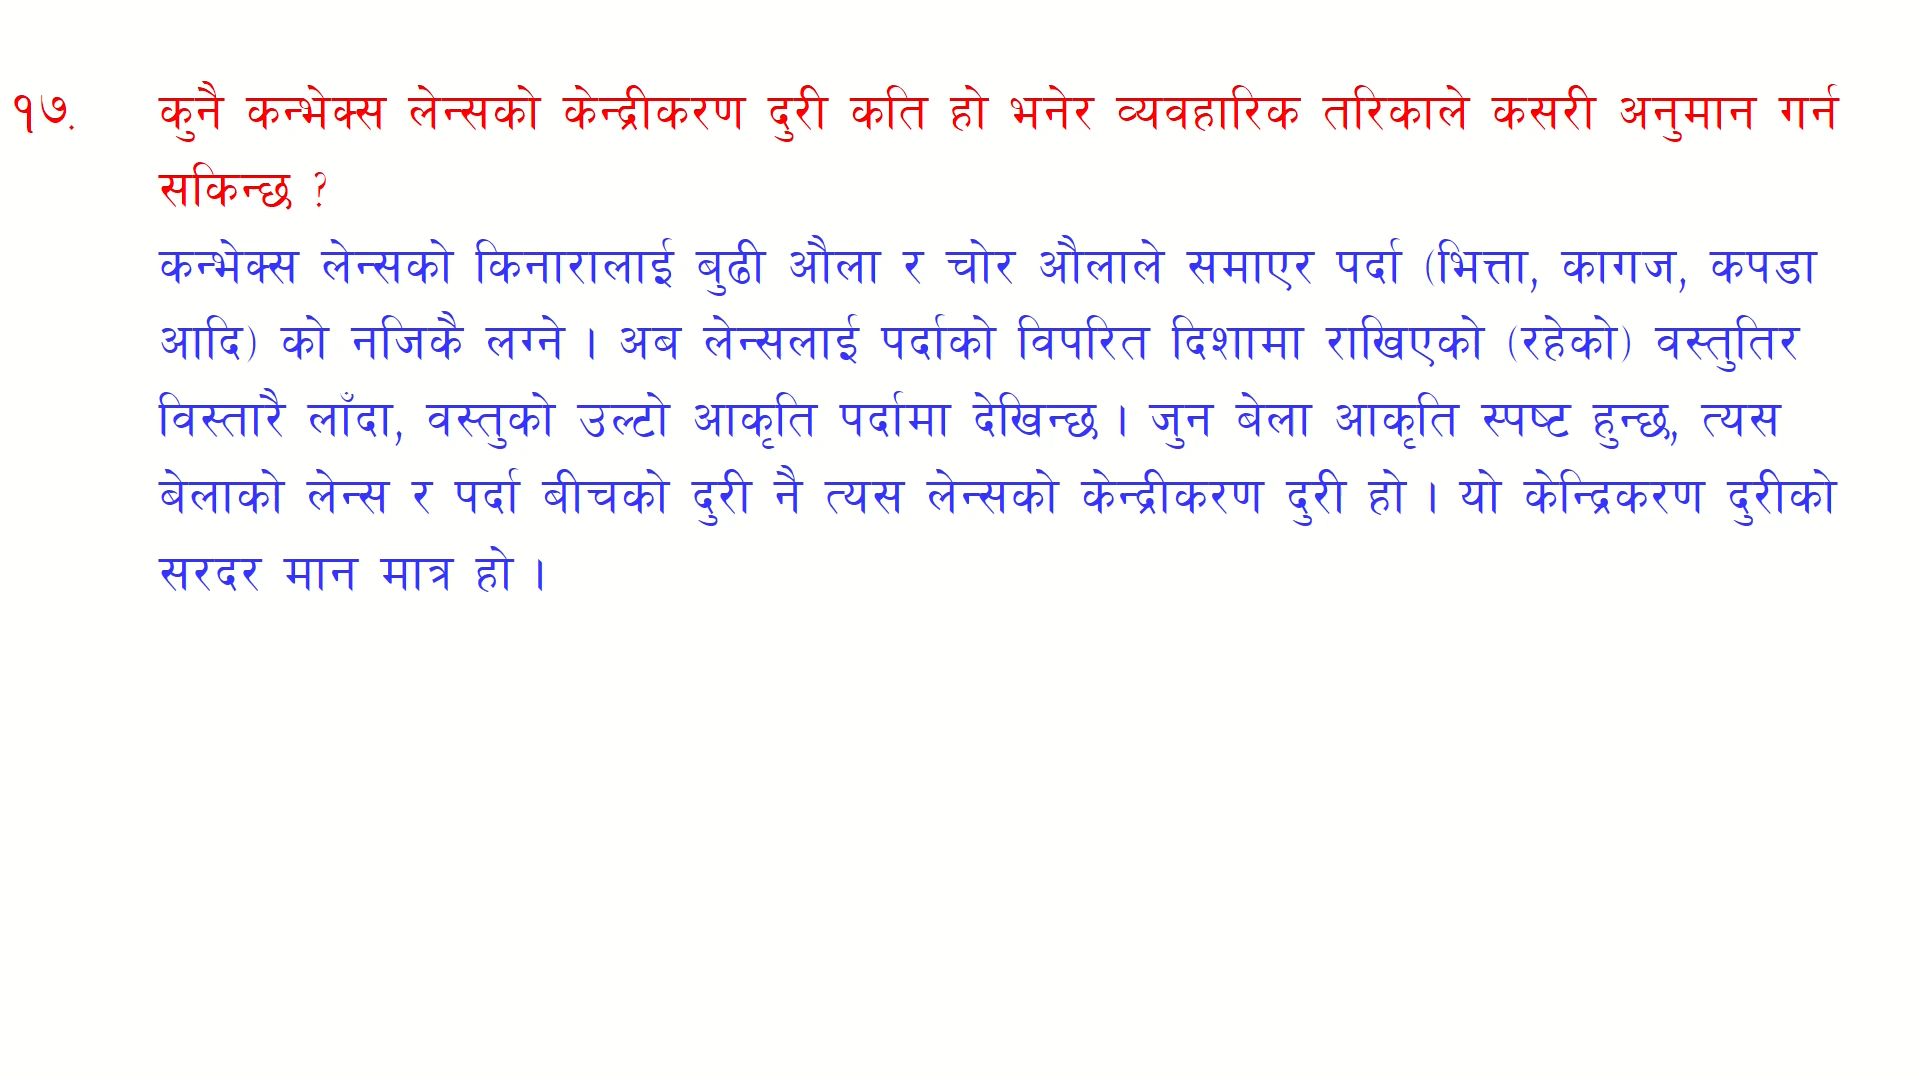 १७. कुनै कन्भेक्स लेन्सको केन्द्रीकरण दुरी कति हो भनेर व्यवहारिक तरिकाले कसरी अनुमान गर्न
सकिन्छ ?
कन्भेक्स लेन्सको किनारालाई बुढी औला र चोर औलाले समाएर पर्दा (भित्ता, कागज, कपडा
आदि) को नजिकै लग्ने । अब लेन्सलाई पर्दाको विपरित दिशामा राखिएको (रहेको) वस्तुतिर
विस्तारै लाँदा, वस्तुको उल्टो आकृति पर्दामा देखिन्छ । जुन बेला आकृति स्पष्ट हुन्छ, त्यस
बेलाको लेन्स र पर्दा बीचको दुरी नै त्यस लेन्सको केन्द्रीकरण दुरी हो । यो केन्द्रिकरण दुरीको
सरदर मान मात्र हो ।